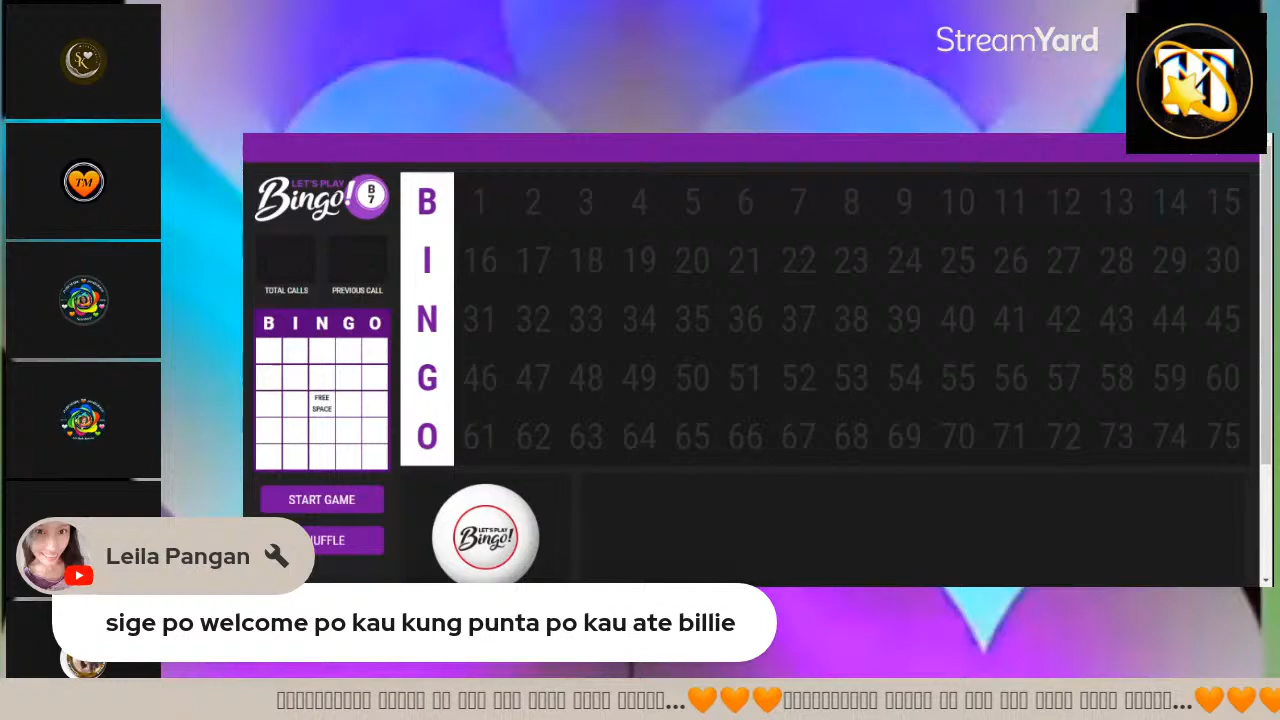 StreamYard
SK
TM
LET'S PLAY
Bingo!
B
7
TOTAL CALLS PREVIOUS CALL
B I N G O
FREE
SPACE
START GAME
UFFLE
B 1 2 3 4 5 6 7 8 9 10 11 12 13 14 15
I 16 17 18 19 20 21 22 23 24 25 26 27 28 29 30
N 31 32 33 34 35 36 37 38 39 40 41 42 43 44 45
G 46 47 48 49 50 51 52 53 54 55 56 57 58 59 60
O 61 62 63 64 65 66 67 68 69 70 71 72 73 74 75
LET'S PLAY
Bingo!
Leila Pangan
sige po welcome po kau kung punta po kau ate billie